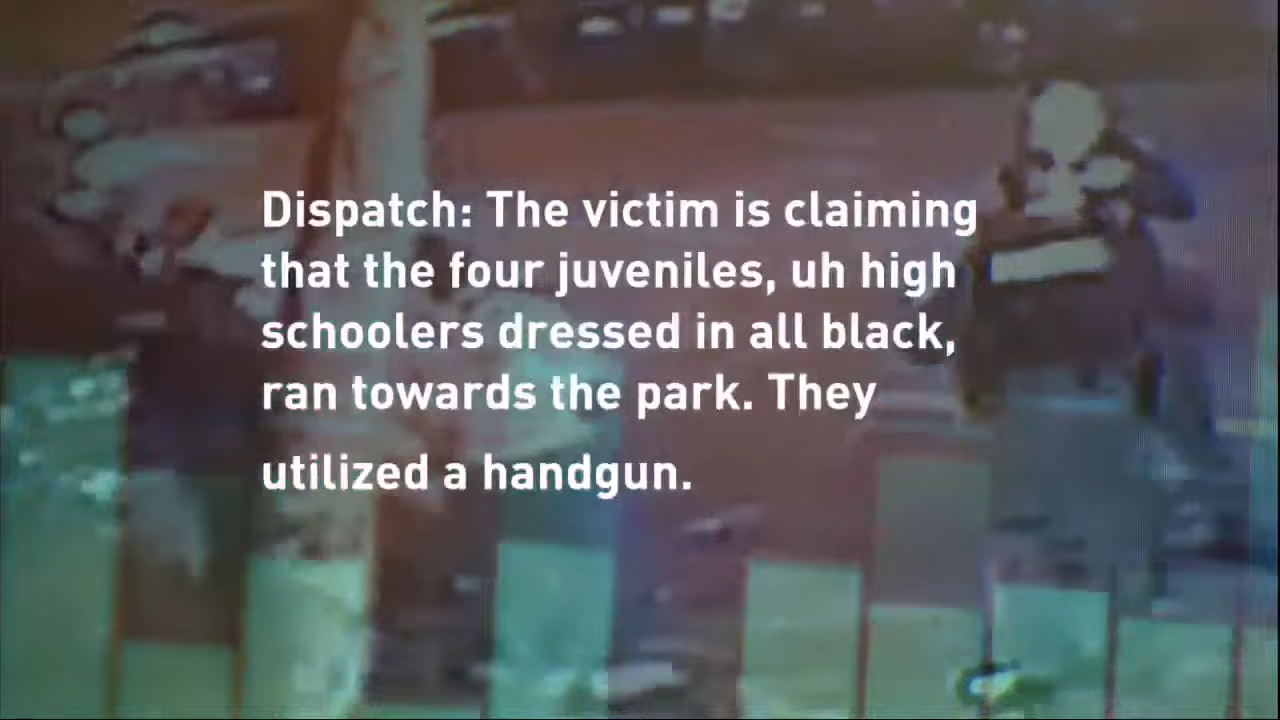 Dispatch: The victim is claiming
that the four juveniles, uh high
schoolers dressed in all black,
ran towards the park. They
utilized a handgun.